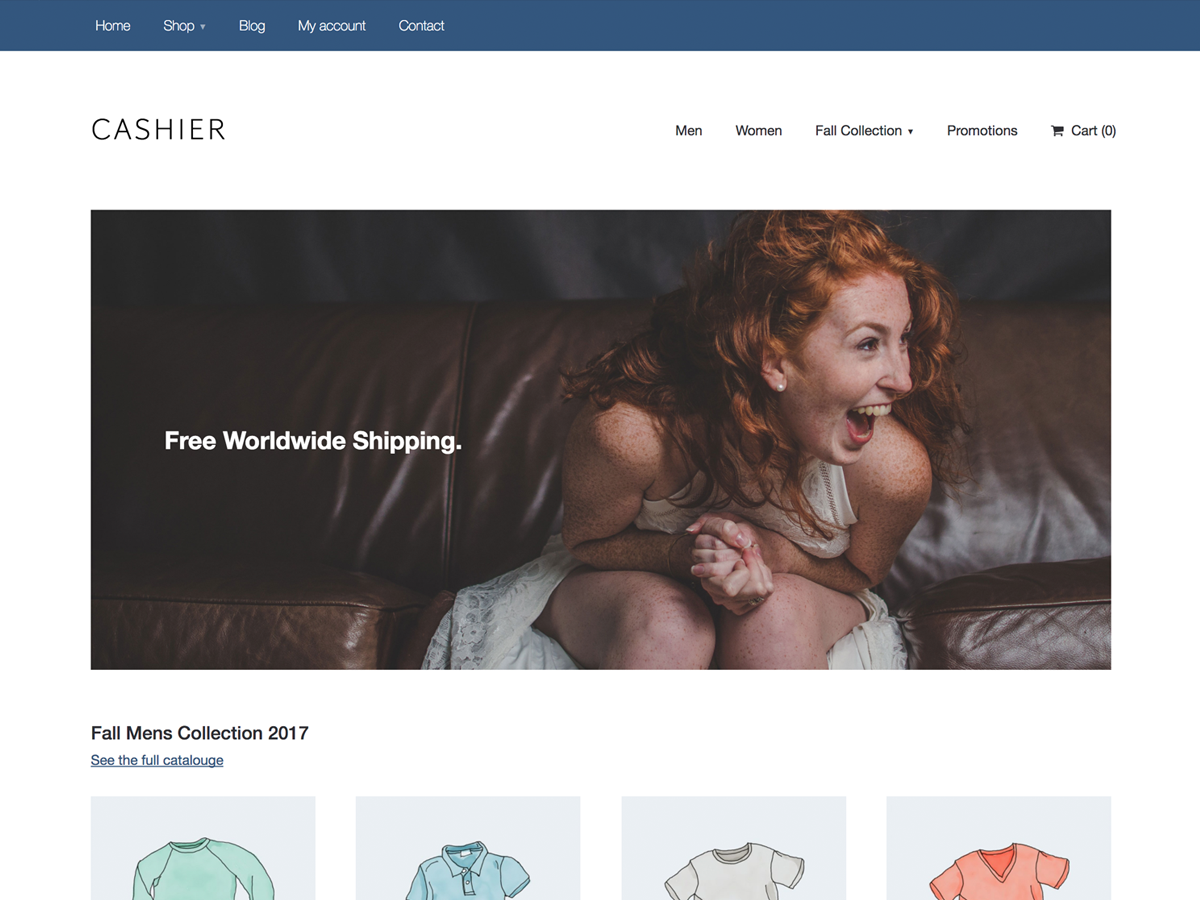 Home Shop ▾ Blog My account Contact
CASHIER
Men Women Fall Collection ▾ Promotions Cart (0)
Free Worldwide Shipping.
Fall Mens Collection 2017
See the full catalouge